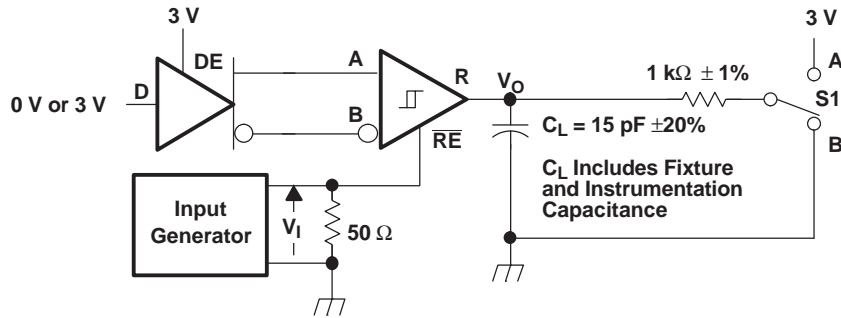 3 V
3 V
DE
A
A
R
V_O
1 kΩ ± 1%
0 V or 3 V
D
S1
B
RE
C_L = 15 pF ±20%
B
C_L Includes Fixture
and Instrumentation
Capacitance
Input
Generator
V_I
50 Ω